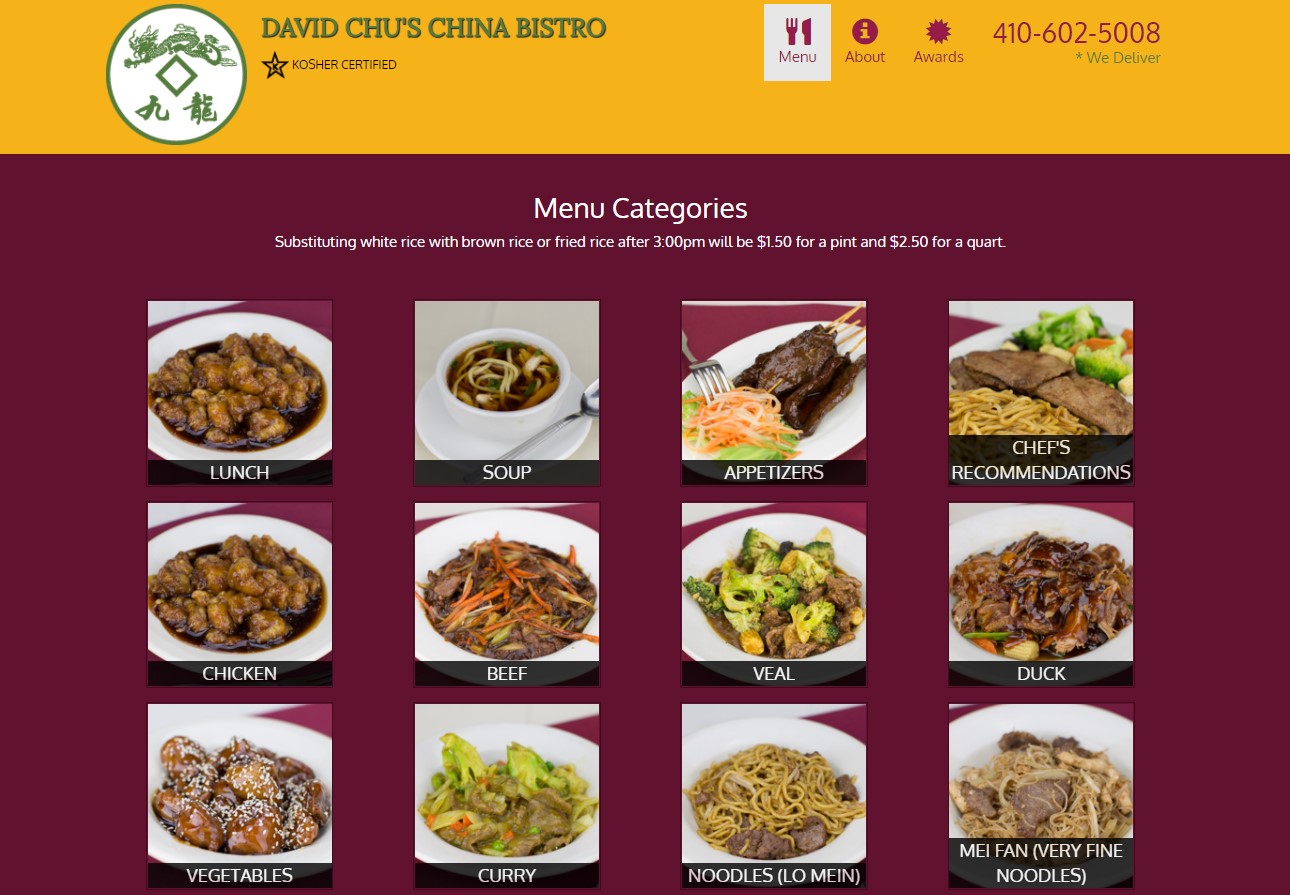 DAVID CHU'S CHINA BISTRO
K KOSHER CERTIFIED
九龍
Menu
About
Awards
410-602-5008
* We Deliver
Menu Categories
Substituting white rice with brown rice or fried rice after 3:00pm will be $1.50 for a pint and $2.50 for a quart.
LUNCH
SOUP
APPETIZERS
CHEF'S
RECOMMENDATIONS
CHICKEN
BEEF
VEAL
DUCK
VEGETABLES
CURRY
NOODLES (LO MEIN)
MEI FAN (VERY FINE
NOODLES)